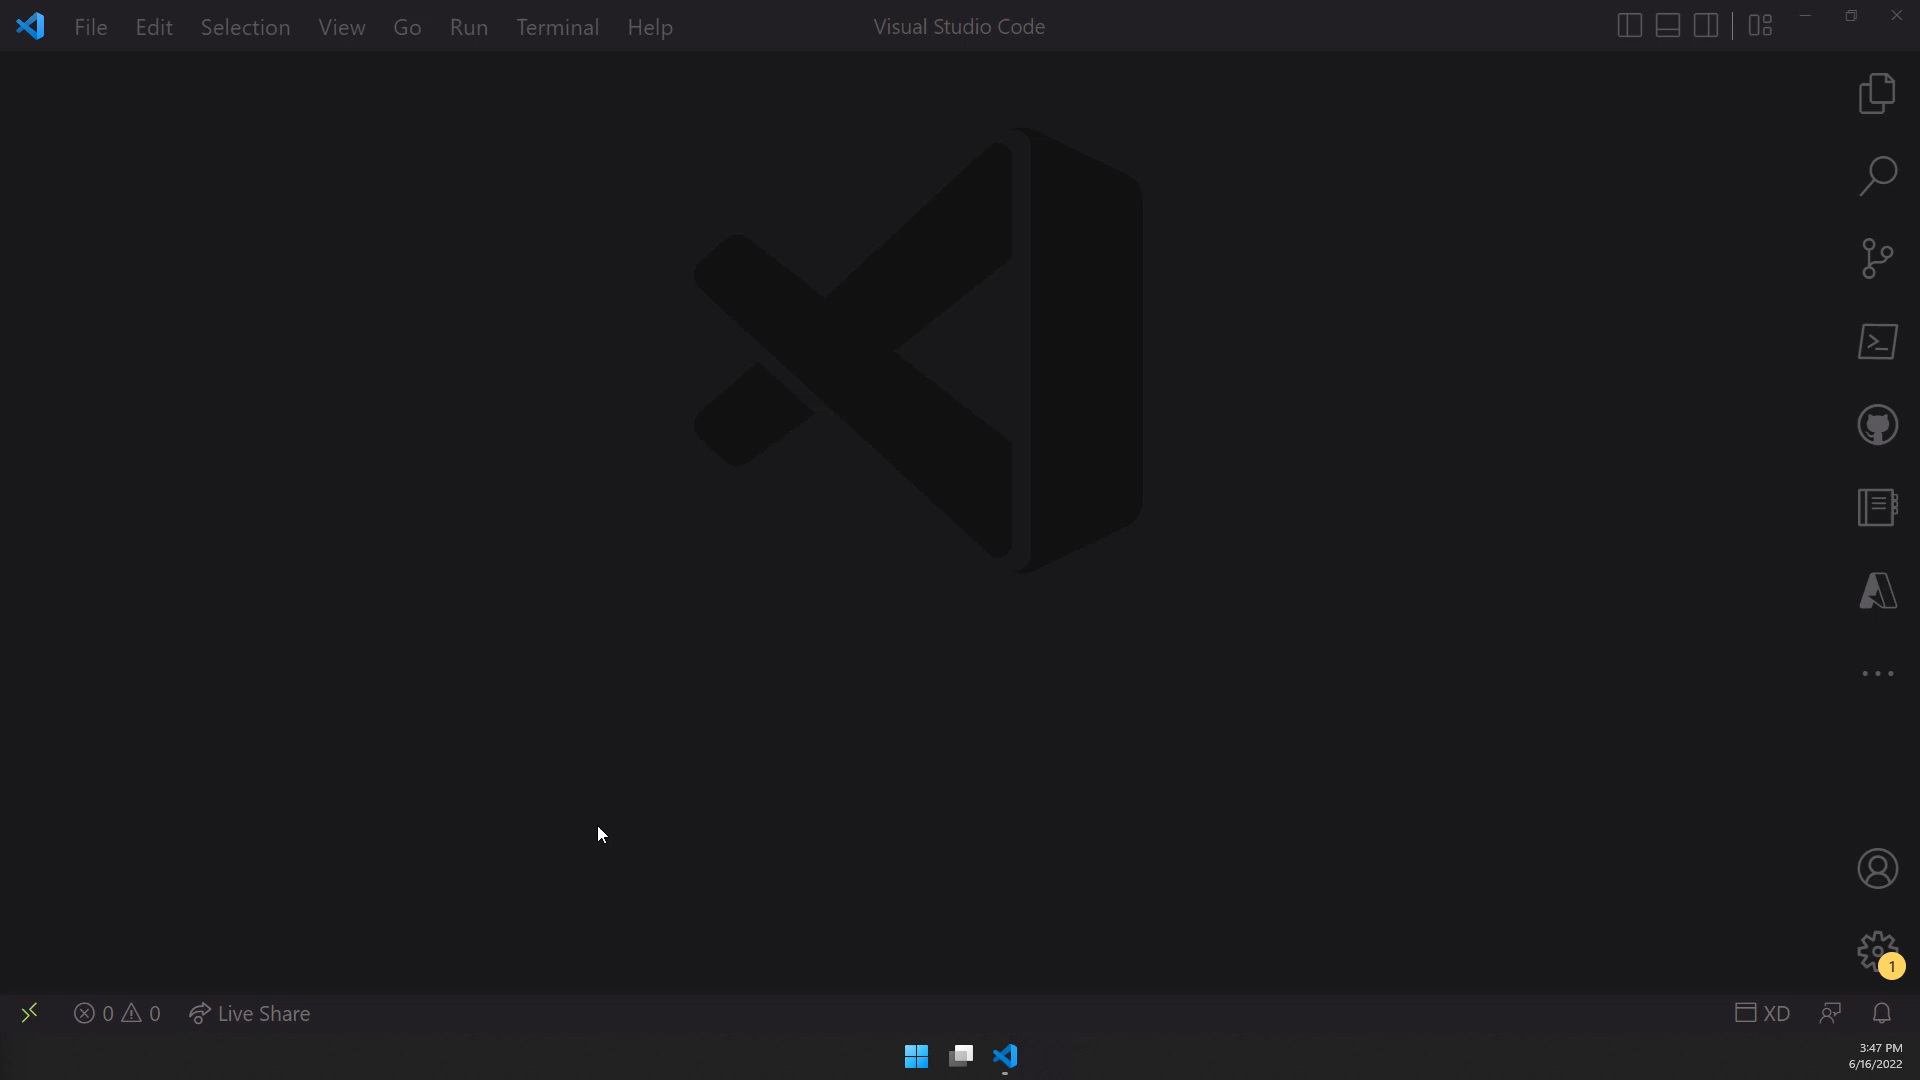 File Edit Selection View Go Run Terminal Help
Visual Studio Code
1
0 0 Live Share
XD
3:47 PM
6/16/2022